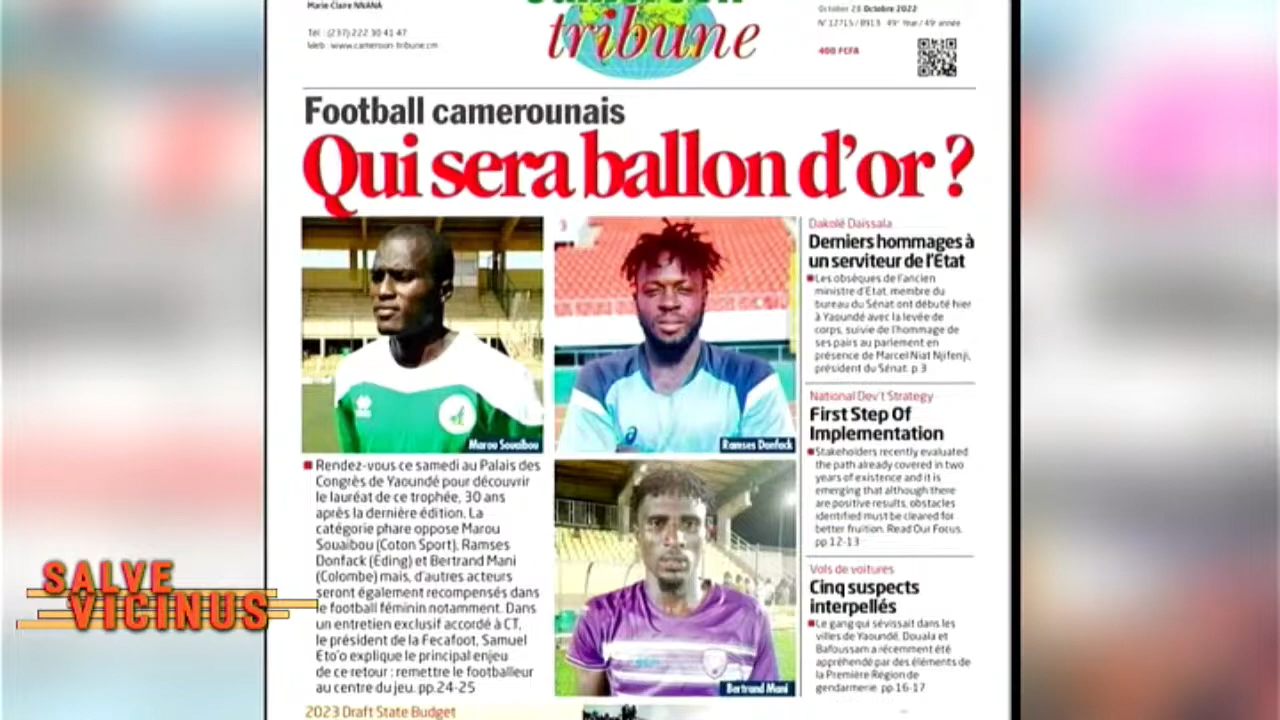 Marie Claire NNANA
Tél : (237) 222 30 41 47
Web : www.cameroon-tribune.cm
tribune
October 28 Octobre 2022
N° 12715 / 8913 49th Year / 49e année
400 FCFA
Football camerounais
Qui sera ballon d'or ?
Marou Souaibou
Ramses Donfack
Rendez-vous ce samedi au Palais des
Congrès de Yaoundé pour découvrir
le lauréat de ce trophée, 30 ans
après la dernière édition. La
catégorie phare oppose Marou
Souaibou (Coton Sport), Ramses
Donfack (Eding) et Bertrand Mani
(Colombe) mais, d'autres acteurs
seront également recompensés dans
le football féminin notamment. Dans
un entretien exclusif accordé à CT,
le président de la Fecafoot, Samuel
Eto'o explique le principal enjeu
de ce retour : remettre le footballeur
au centre du jeu. pp.24-25
Bertrand Mani
Dakolé Daïssala
Derniers hommages à
un serviteur de l'Etat
Les obsèques de l'ancien
ministre d'Etat, membre du
bureau du Sénat ont débuté hier
à Yaoundé avec la levée de
corps, suivie de l'hommage de
ses pairs au parlement en
présence de Marcel Niat Njifenji,
président du Sénat. p.3
National Dev't Strategy
First Step Of
Implementation
Stakeholders recently evaluated
the path already covered in two
years of existence and it is
emerging that although there
are positive results, obstacles
identified must be cleared for
better fruition. Read Our Focus.
pp.12-13
Vols de voitures
Cinq suspects
interpellés
Le gang qui sévissait dans les
villes de Yaoundé, Douala et
Bafoussam a récemment été
appréhendé par des éléments de
la Première Région de
gendarmerie. pp.16-17
2023 Draft State Budget
SALVE
VICINUS